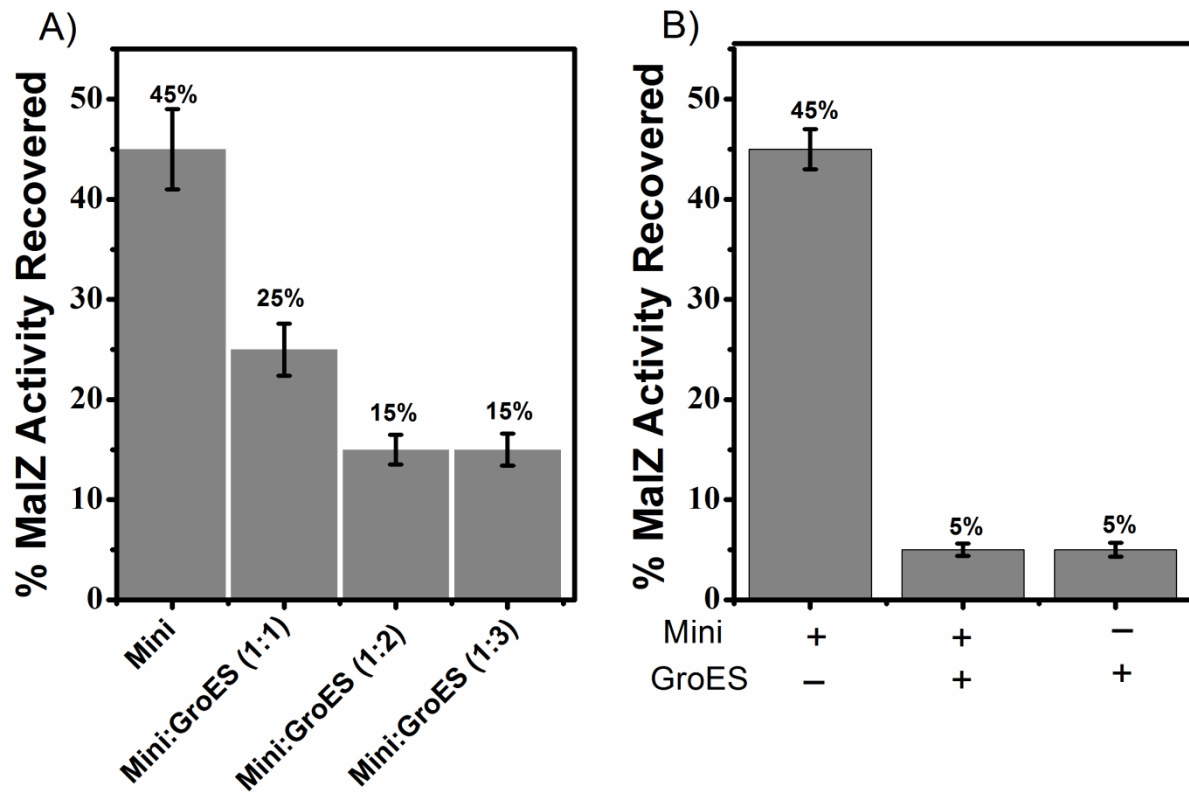 A)
% MalZ Activity Recovered
50
40
30
20
10
0
45%
25%
15%
15%
Mini
Mini:GroES (1:1)
Mini:GroES (1:2)
Mini:GroES (1:3)
B)
% MalZ Activity Recovered
50
40
30
20
10
0
45%
5%
5%
Mini + + −
GroES − + +